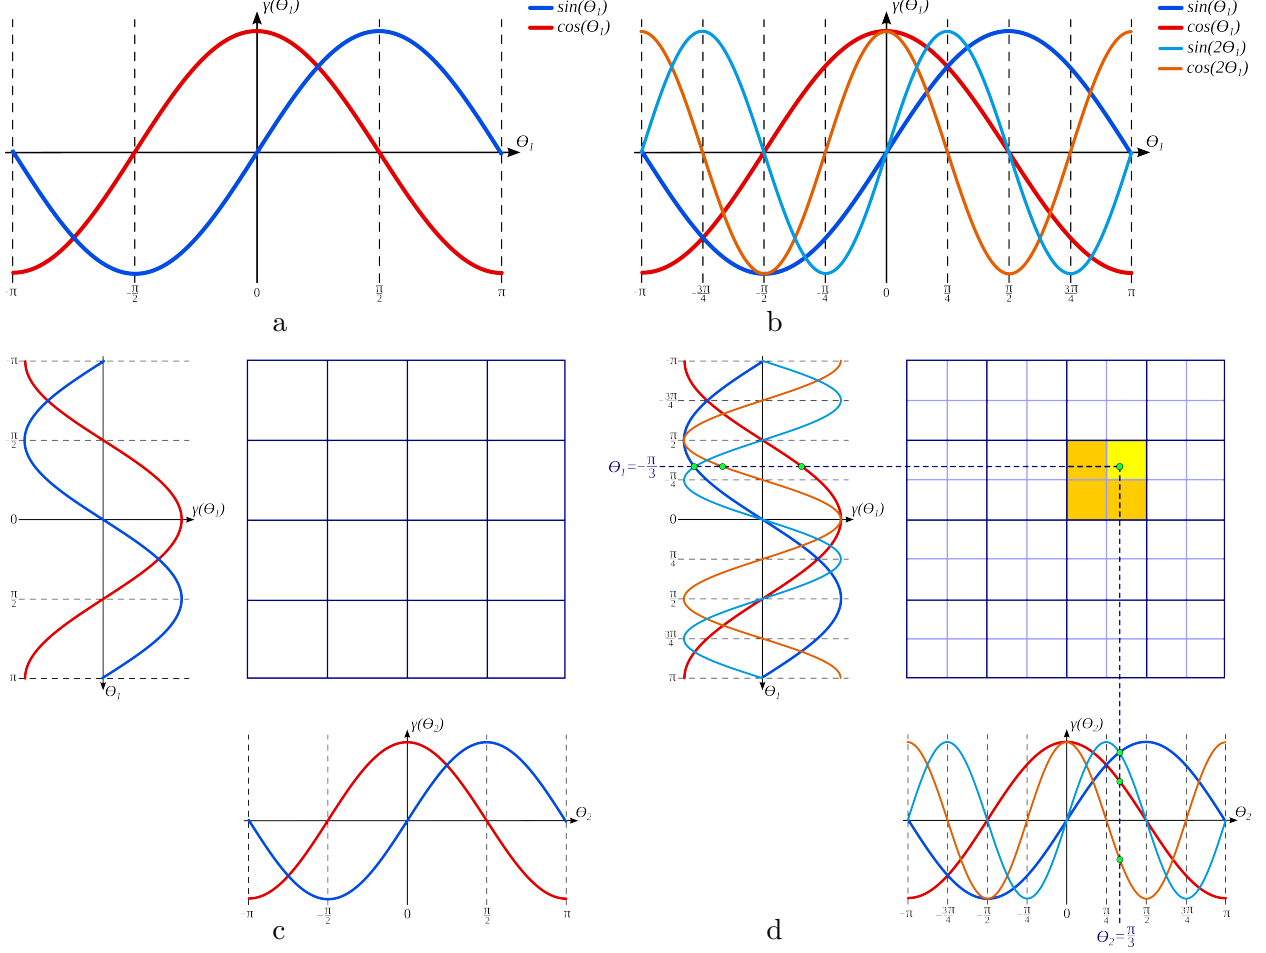 γ(Θ₁)
sin(Θ₁)
cos(Θ₁)
Θ₁
-π
-π/2
0
π/2
π
a
γ(Θ₁)
sin(Θ₁)
cos(Θ₁)
sin(2Θ₁)
cos(2Θ₁)
Θ₁
-π
-3π/4
-π/2
-π/4
0
π/4
π/2
3π/4
π
b
-π
π/2
0
π/2
π
γ(Θ₁)
Θ₁
γ(Θ₂)
Θ₂
-π
-π/2
0
π/2
π
c
-π
-3π/4
π/2
Θ₁=-π/3
π/4
0
π/4
π/2
3π/4
π
γ(Θ₁)
Θ₁
γ(Θ₂)
Θ₂
-π
-3π/4
-π/2
-π/4
0
π/4
π/2
3π/4
π
Θ₂=π/3
d